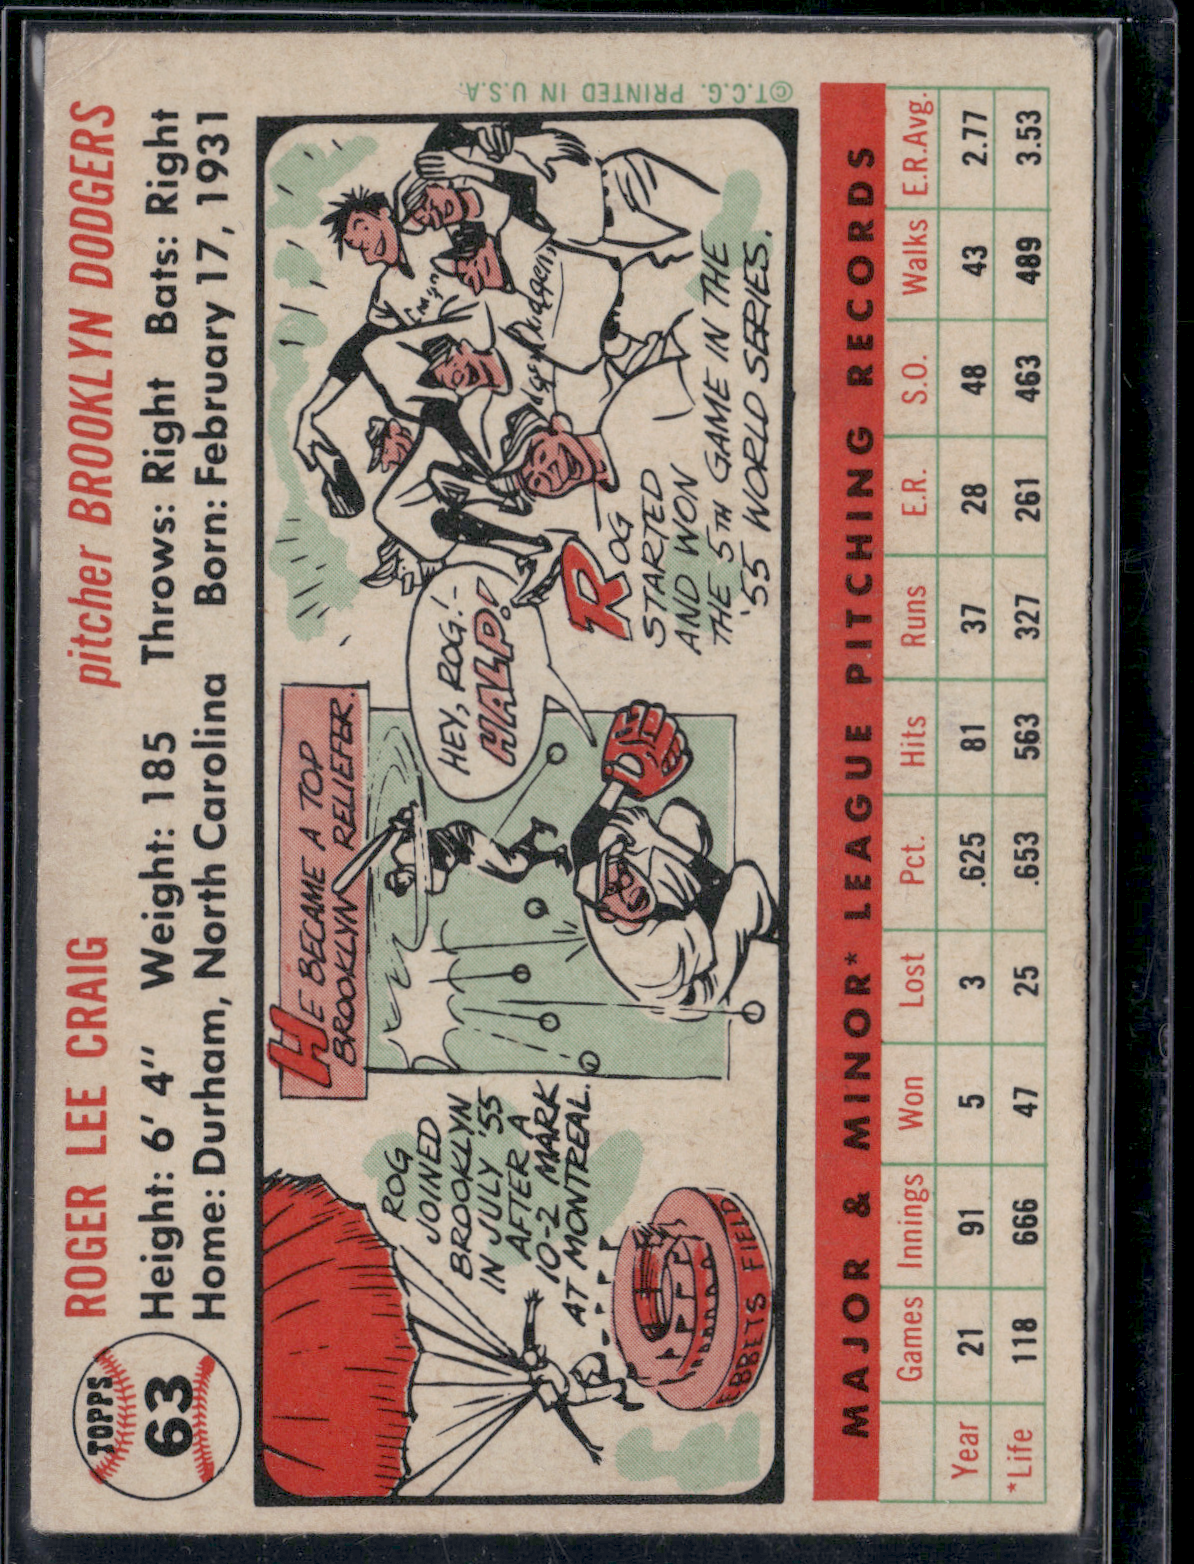 TOPPS
63
ROGER LEE CRAIG
pitcher BROOKLYN DODGERS
Height: 6' 4" Weight: 185 Throws: Right Bats: Right
Home: Durham, North Carolina Born: February 17, 1931
ROG
JOINED
BROOKLYN
IN JULY '55
AFTER A
10-2 MARK
AT MONTREAL.
EBBETS FIELD
HE BECAME A TOP
BROOKLYN RELIEFER.
HEY, ROG!-
HALP!
ROG
STARTED
AND WON
THE 5TH GAME IN THE
'55 WORLD SERIES.
Dodgers
©T.C.G. PRINTED IN U.S.A.
MAJOR & MINOR* LEAGUE PITCHING RECORDS
Games Innings Won Lost Pct. Hits Runs E.R. S.O. Walks E.R.Avg.
Year 21 91 5 3 .625 81 37 28 48 43 2.77
*Life 118 666 47 25 .653 563 327 261 463 489 3.53